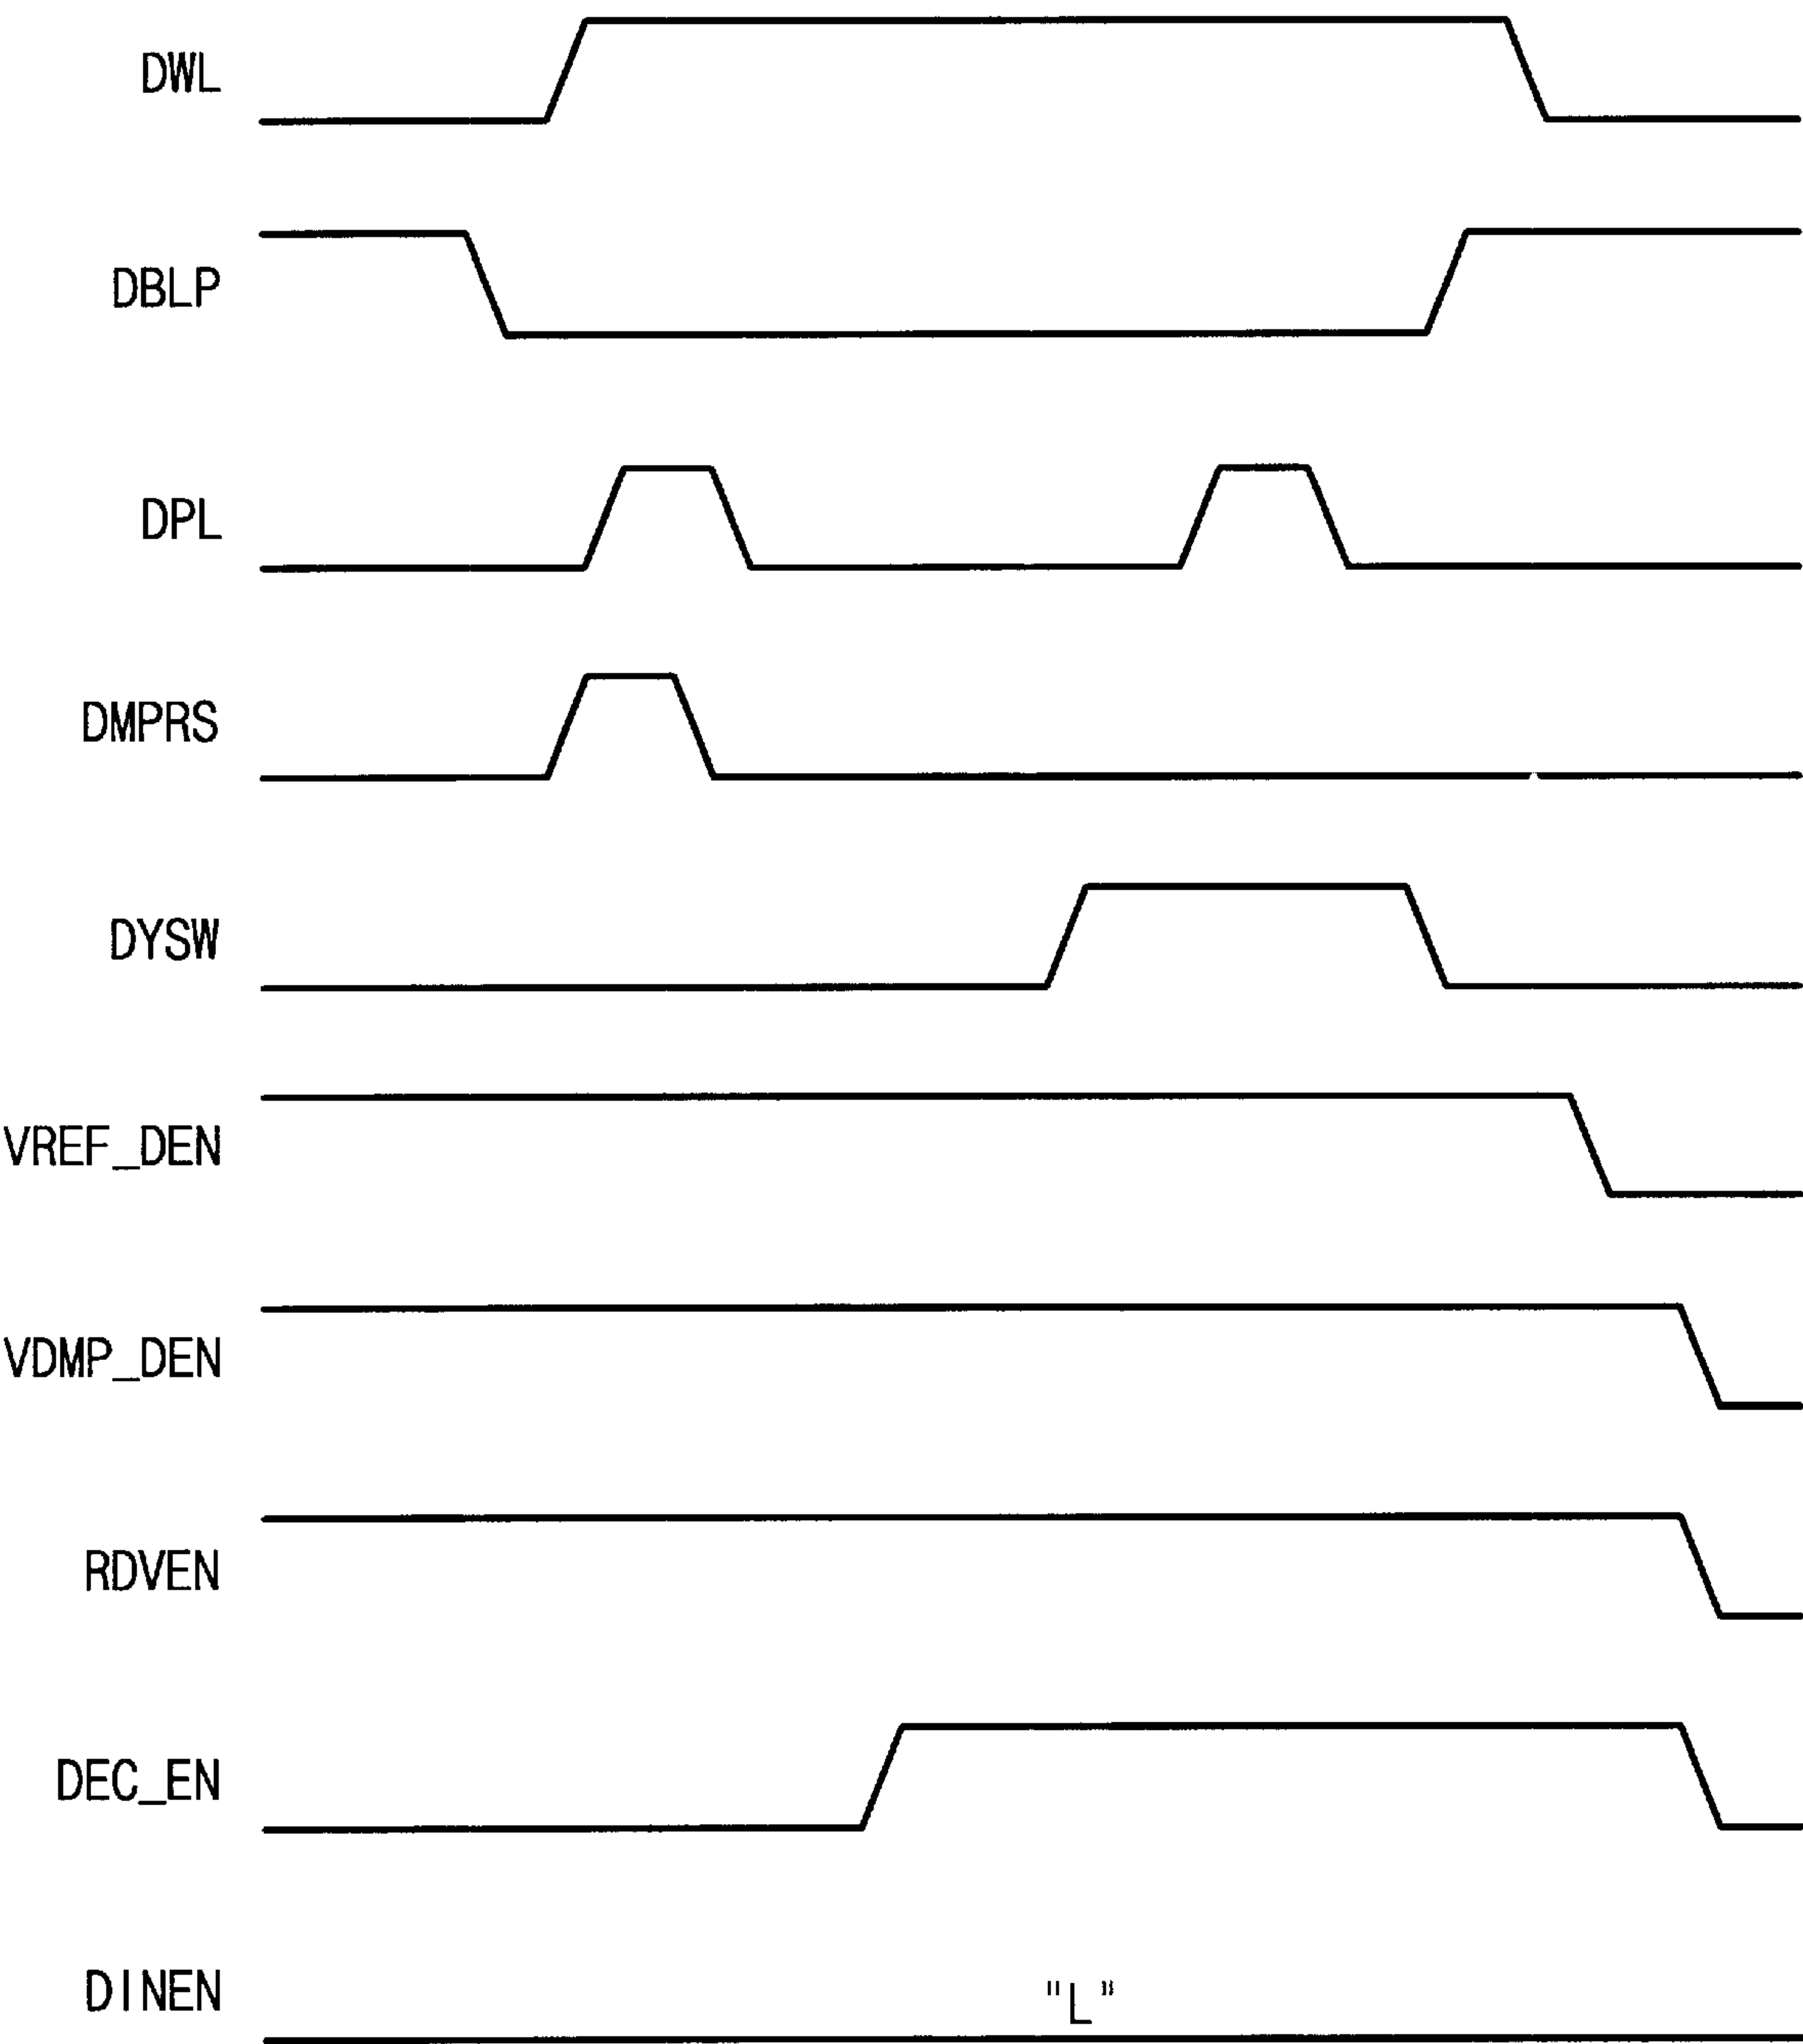 DWL
DBLP
DPL
DMPRS
DYSW
VREF_DEN
VDMP_DEN
RDVEN
DEC_EN
DINEN "L"